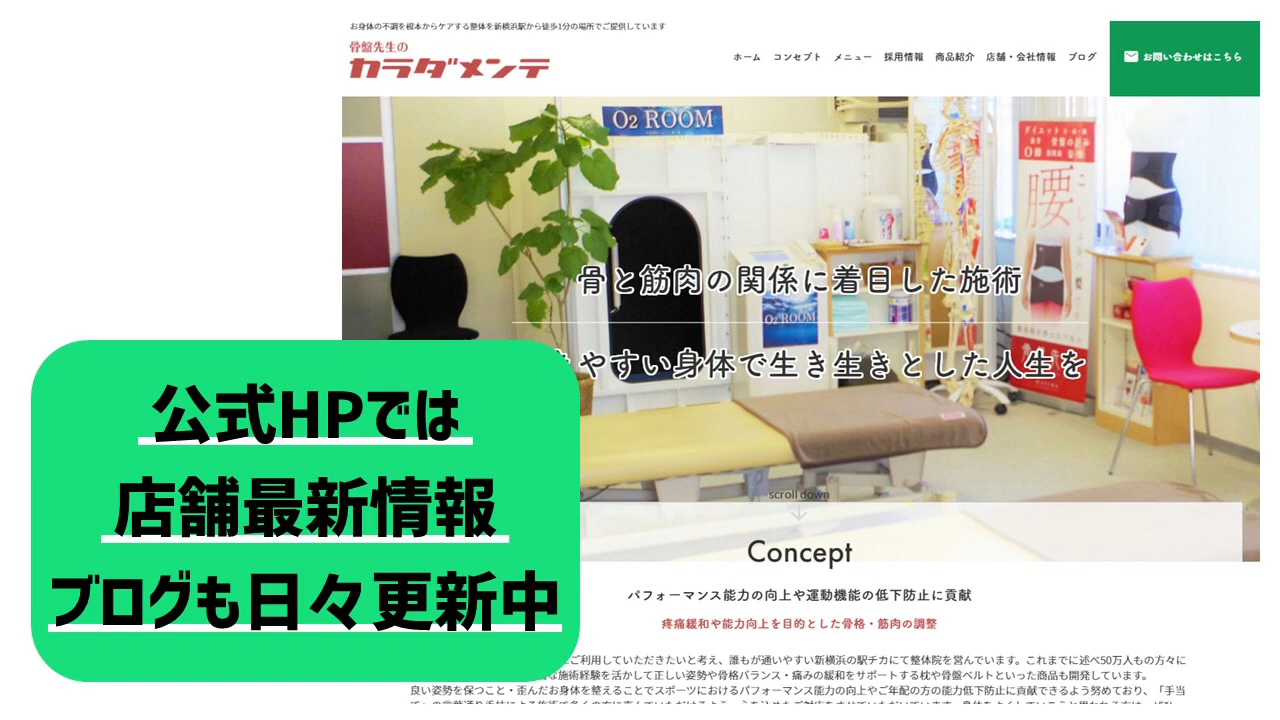 お身体の不調を根本からケアする整体を新横浜駅から徒歩1分の場所でご提供しています
骨盤先生の
カラダメンテ
ホーム コンセプト メニュー 採用情報 商品紹介 店舗・会社情報 ブログ
お問い合わせはこちら
O2 ROOM
ダイエット
O脚
腰
O2 ROOM
骨と筋肉の関係に着目した施術
やすい身体で生き生きとした人生を
公式HPでは
店舗最新情報
ブログも日々更新中
scroll down
Concept
パフォーマンス能力の向上や運動機能の低下防止に貢献
疼痛緩和や能力向上を目的とした骨格・筋肉の調整
ご利用していただきたいと考え、誰もが通いやすい新横浜の駅チカにて整体院を営んでいます。これまでに述べ50万人もの方々に
な施術経験を活かして正しい姿勢や骨格バランス・痛みの緩和をサポートする枕や骨盤ベルトといった商品も開発しています。
良い姿勢を保つこと・歪んだお身体を整えることでスポーツにおけるパフォーマンス能力の向上やご年配の方の能力低下防止に貢献できるよう努めており、「手当